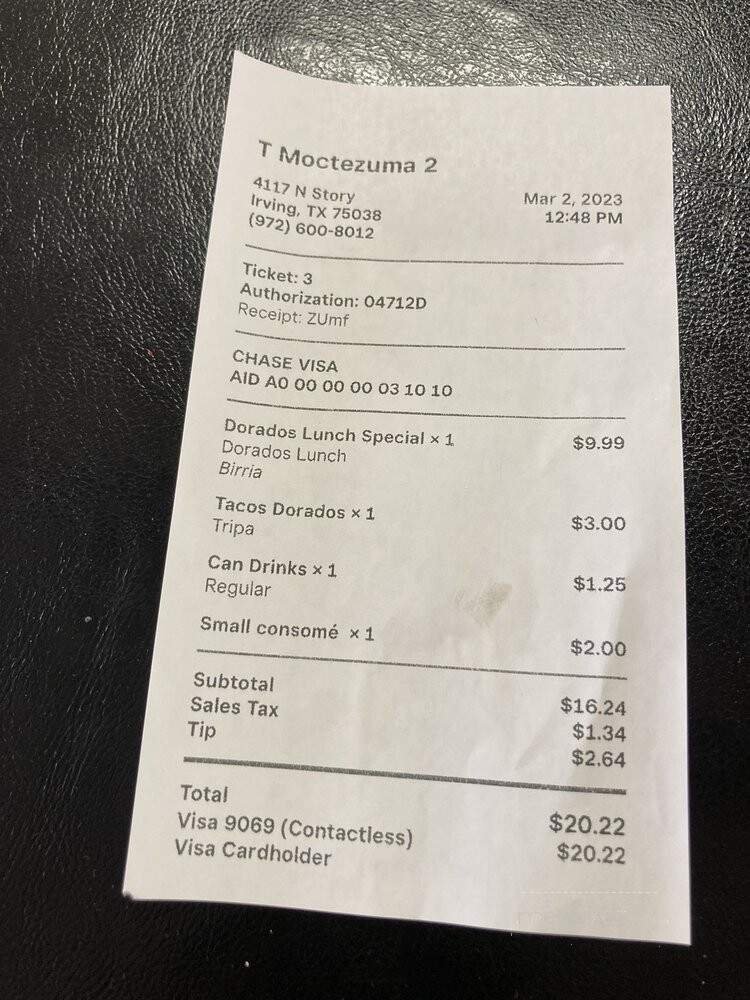 T Moctezuma 2
4117 N Story
Irving, TX 75038
(972) 600-8012
Mar 2, 2023
12:48 PM
Ticket: 3
Authorization: 04712D
Receipt: ZUmf
CHASE VISA
AID A0 00 00 00 03 10 10
Dorados Lunch Special × 1 $9.99
Dorados Lunch
Birria
Tacos Dorados × 1 $3.00
Tripa
Can Drinks × 1 $1.25
Regular
Small consomé × 1 $2.00
Subtotal $16.24
Sales Tax $1.34
Tip $2.64
Total $20.22
Visa 9069 (Contactless) $20.22
Visa Cardholder